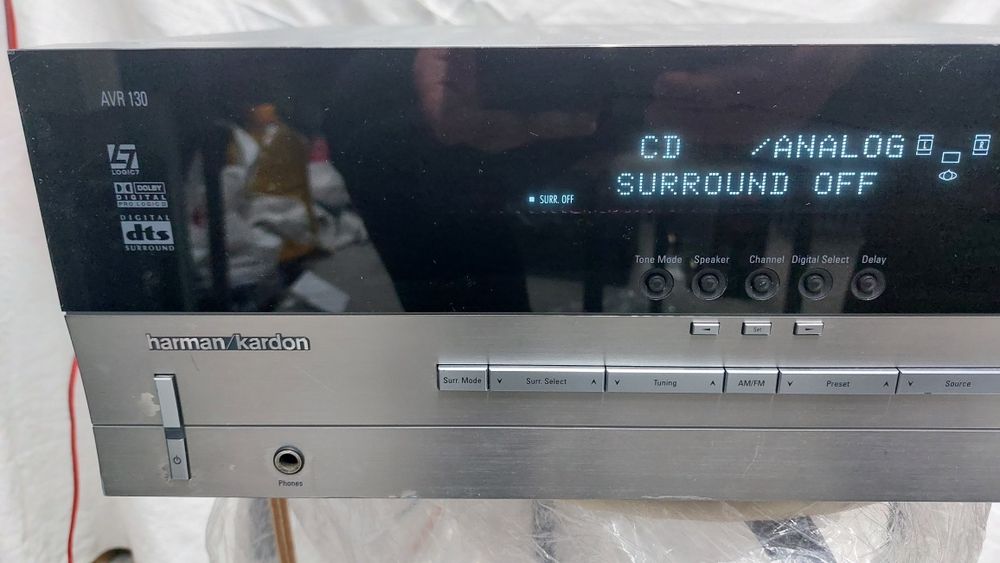 AVR 130
LOGIC7
DOLBY
DIGITAL
PRO LOGIC II
DIGITAL
dts
SURROUND
CD /ANALOG L R
SURROUND OFF
SURR. OFF
Tone Mode Speaker Channel Digital Select Delay
Set
harman/kardon
Surr. Mode Surr. Select Tuning AM/FM Preset Source
Phones